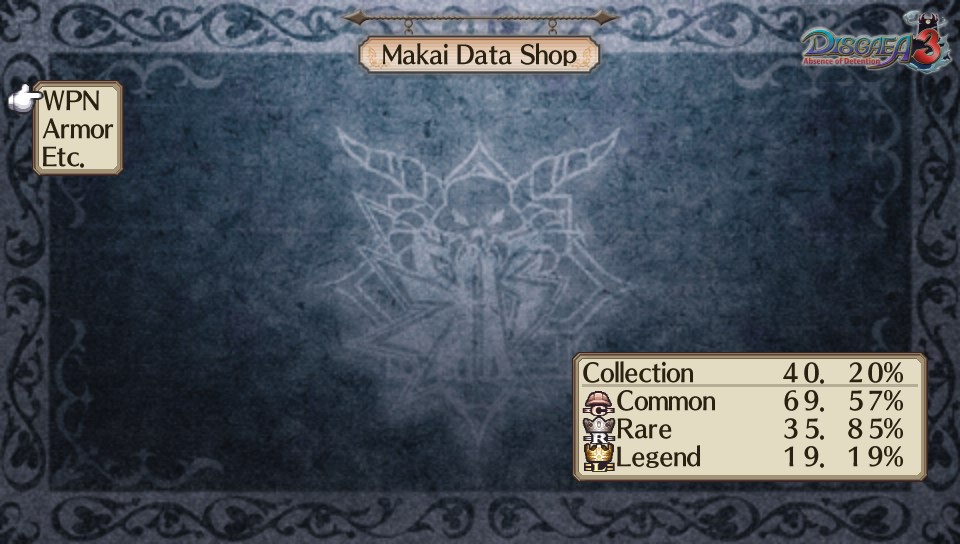 Makai Data Shop
DISGAEA 3
Absence of Detention
WPN
Armor
Etc.
Collection 40. 20%
C Common 69. 57%
R Rare 35. 85%
L Legend 19. 19%